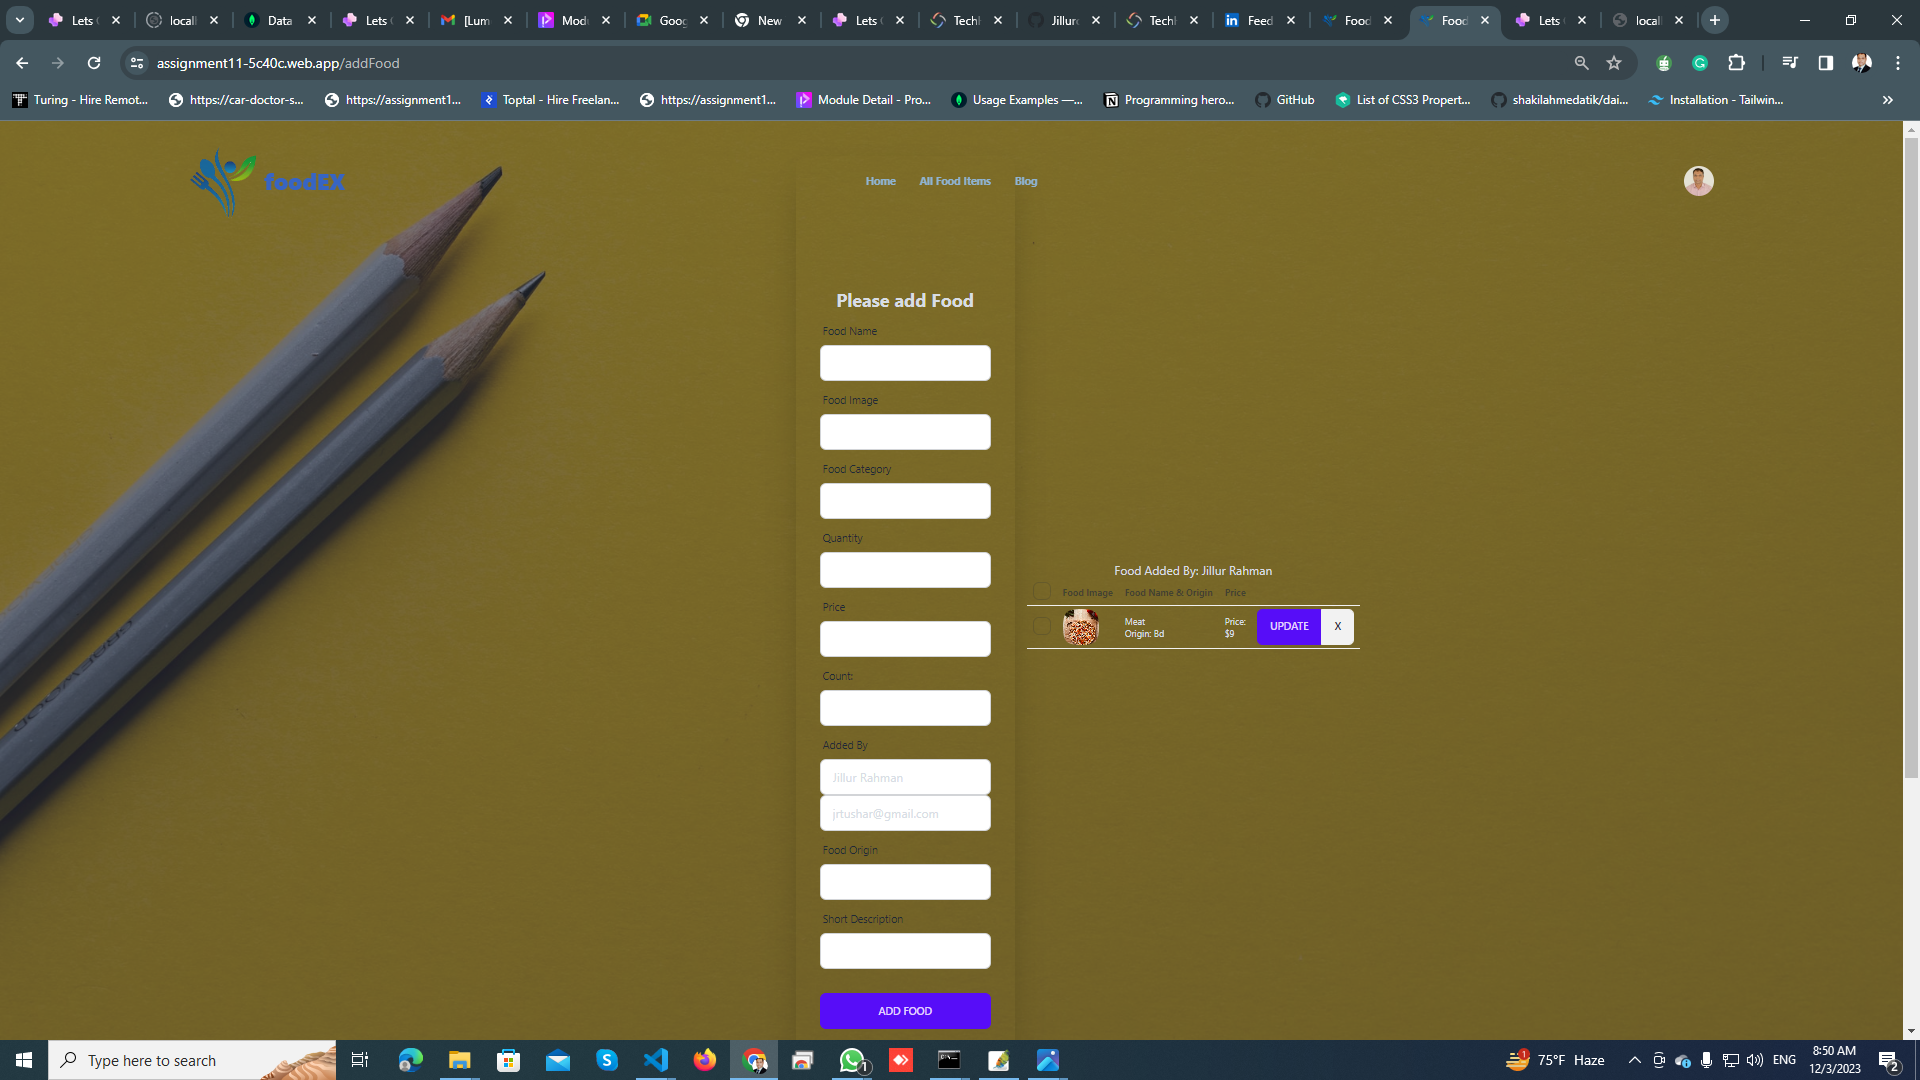 Lets
locall
Data
Lets
[Lum
Modu
Goog
New
Lets
Techl
Jillur
Techl
Feed
Food
Food
Lets
locall
assignment11-5c40c.web.app/addFood
Turing - Hire Remot...
https://car-doctor-s...
https://assignment1...
Toptal - Hire Freelan...
https://assignment1...
Module Detail - Pro...
Usage Examples —...
Programming hero...
GitHub
List of CSS3 Propert...
shakilahmedatik/dai...
Installation - Tailwin...
foodEX
Home
All Food Items
Blog
Please add Food
Food Name
Food Image
Food Category
Quantity
Price
Count:
Added By
Jillur Rahman
jrtushar@gmail.com
Food Origin
Short Description
ADD FOOD
Food Added By: Jillur Rahman
Food Image Food Name & Origin Price
Meat
Origin: Bd
Price:
$9
UPDATE
X
Type here to search
1
1
75°F Haze
ENG
8:50 AM
12/3/2023
2